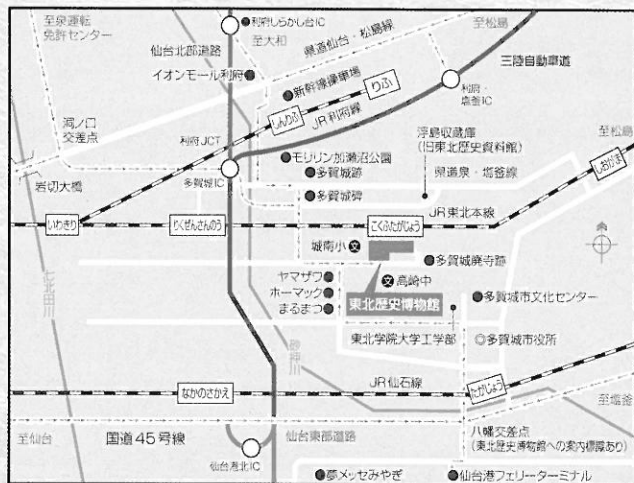 至泉運転
免許センター
利府しらかし台IC
仙台北部道路
至大和
県道仙台・松島線
至松島
イオンモール利府
三陸自動車道
新幹線操車場
りふ
しんりふ
JR利府線
利府・
塩釜IC
洞ノ口
交差点
利府JCT
浮島収蔵庫
(旧東北歴史資料館)
至松島
モリリン加瀬沼公園
多賀城IC
多賀城跡
しおがま
岩切大橋
多賀城碑
県道泉・塩釜線
JR東北本線
いわきり
りくぜんさんのう
こくふたがじょう
城南小
文
多賀城廃寺跡
ヤマザワ
文
高崎中
ホーマック
東北歴史博物館
多賀城市文化センター
まるまつ
七北田川
砂押川
東北学院大学工学部
多賀城市役所
JR仙石線
なかのさかえ
たがじょう
至塩釜
至仙台
国道45号線
仙台東部道路
八幡交差点
(東北歴史博物館への案内標識あり)
仙台港北IC
夢メッセみやぎ
仙台港フェリーターミナル